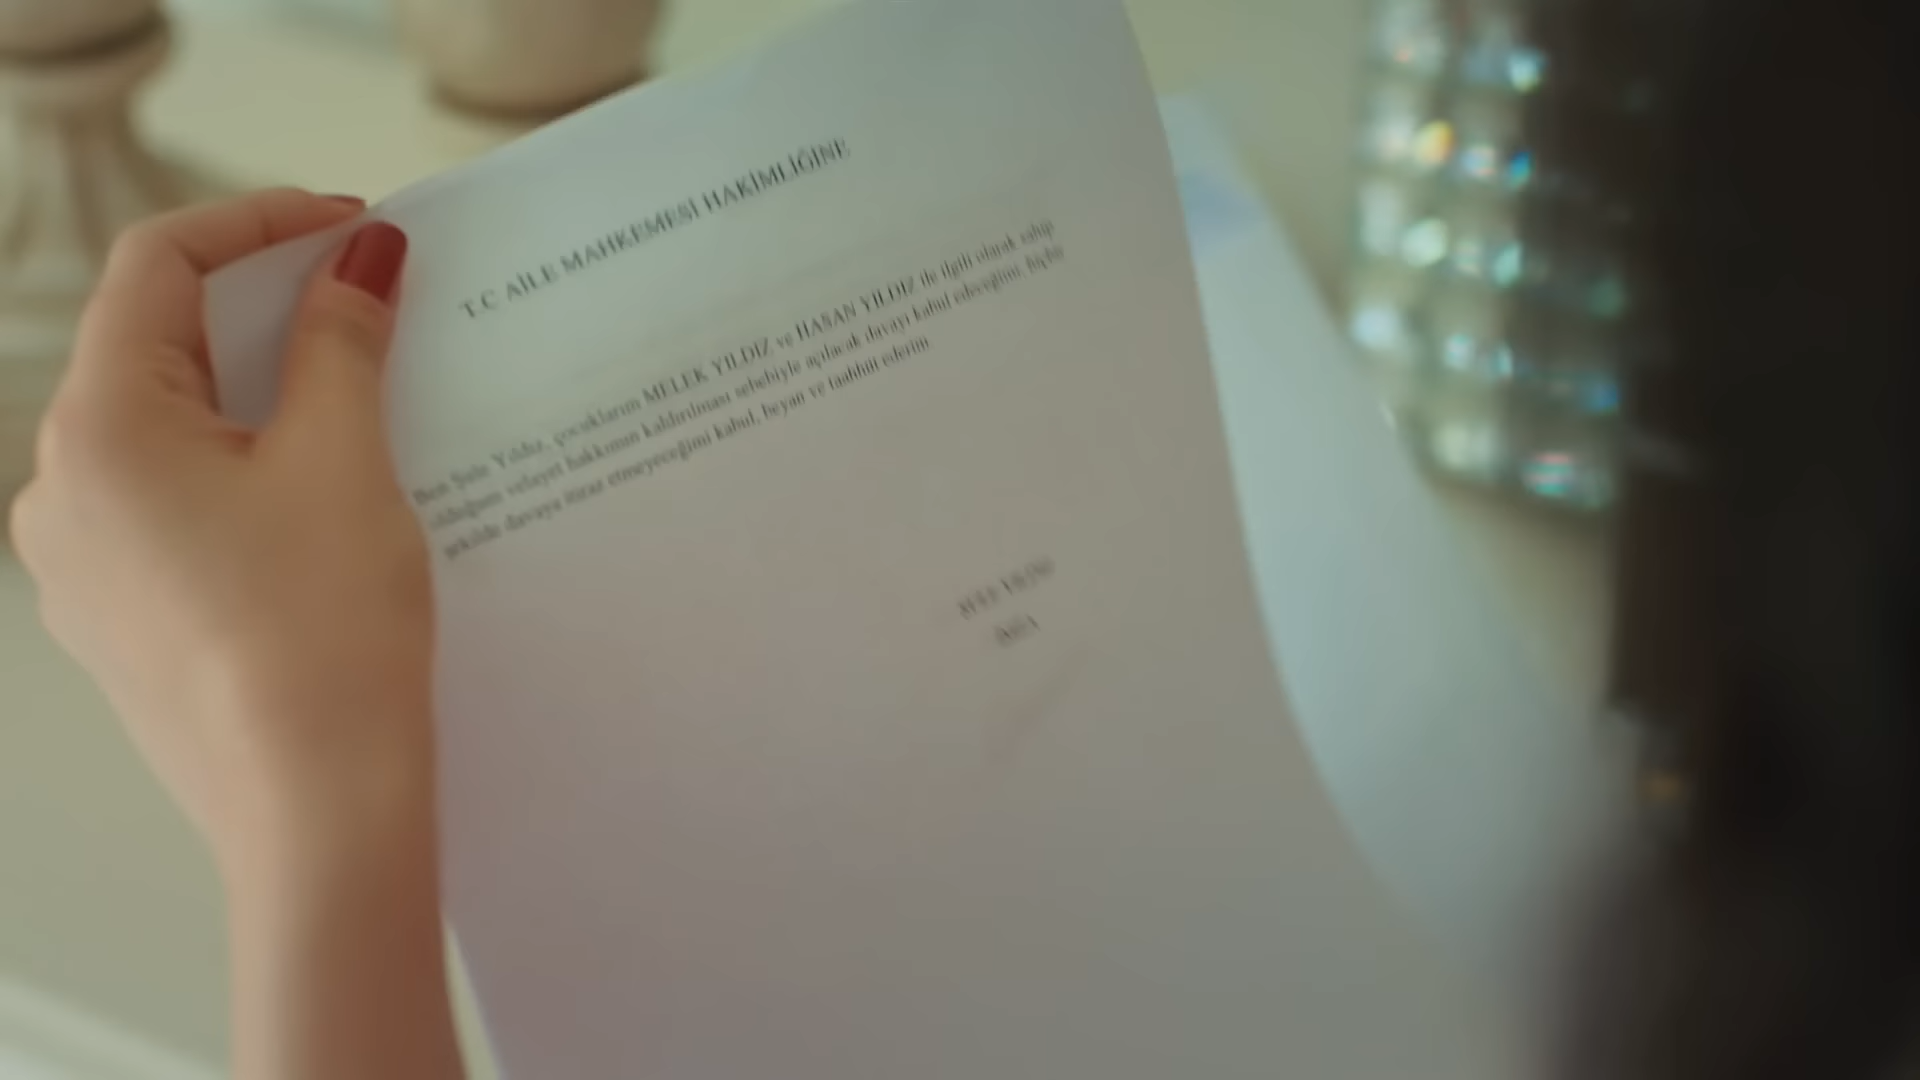 T.C AİLE MAHKEMESİ HAKİMLİĞİNE
Ben Şule Yıldız, çocuklarım MELEK YILDIZ ve HASAN YILDIZ ile ilgili olarak sahip
olduğum velayet hakkımın kaldırılması sebebiyle açılacak davayı kabul edeceğimi, hiçbir
şekilde davaya itiraz etmeyeceğimi kabul, beyan ve taahhüt ederim